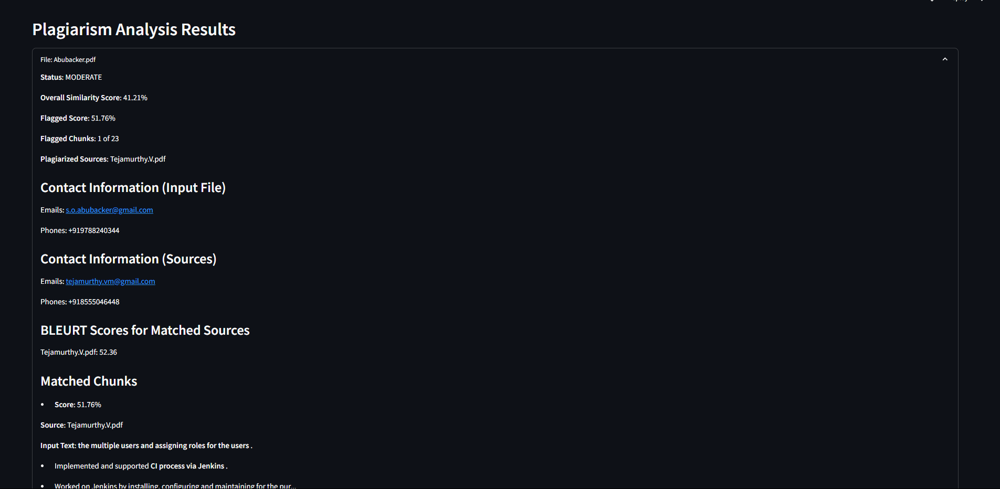 Plagiarism Analysis Results
File: Abubacker.pdf
Status: MODERATE
Overall Similarity Score: 41.21%
Flagged Score: 51.76%
Flagged Chunks: 1 of 23
Plagiarized Sources: Tejamurthy.V.pdf
Contact Information (Input File)
Emails: s.o.abubacker@gmail.com
Phones: +919788240344
Contact Information (Sources)
Emails: tejamurthy.vm@gmail.com
Phones: +918555046448
BLEURT Scores for Matched Sources
Tejamurthy.V.pdf: 52.36
Matched Chunks
• Score: 51.76%
Source: Tejamurthy.V.pdf
Input Text: the multiple users and assigning roles for the users .
• Implemented and supported CI process via Jenkins .
• Worked on Jenkins by installing, configuring and maintaining for the pur...